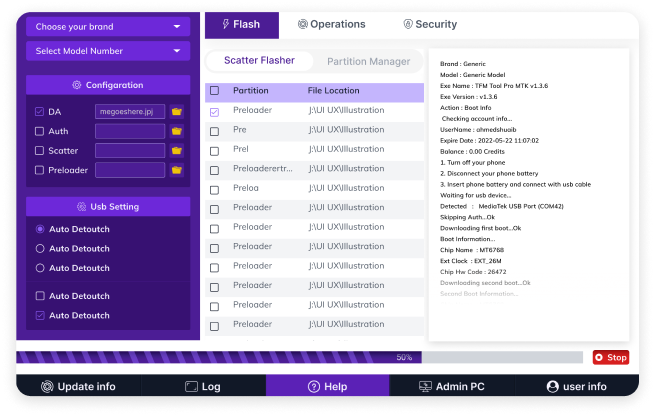 Choose your brand
Select Model Number
Configaration
DA
megoeshere.jpj
Auth
Scatter
Preloader
Usb Setting
Auto Detoutch
Auto Detoutch
Auto Detoutch
Auto Detoutch
Auto Detoutch
Flash
Operations
Security
Scatter Flasher
Partition Manager
Partition File Location
Preloader J:\UI UX\Illustration
Pre J:\UI UX\Illustration
Prel J:\UI UX\Illustration
Preloaderertr... J:\UI UX\Illustration
Preloa J:\UI UX\Illustration
Preloader J:\UI UX\Illustration
Preloader J:\UI UX\Illustration
Preloader J:\UI UX\Illustration
Preloader J:\UI UX\Illustration
Preloader J:\UI UX\Illustration
Preloader J:\UI UX\Illustration
Preloader J:\UI UX\Illustration
Brand : Generic
Model : Generic Model
Exe Name : TFM Tool Pro MTK v1.3.6
Exe Version : v1.3.6
Action : Boot Info
Checking account info...
UserName : ahmedshuaib
Expire Date : 2022-05-22 11:07:02
Balance : 0.00 Credits
1. Turn off your phone
2. Disconnect your phone battery
3. Insert phone battery and connect with usb cable
Waiting for usb device...
Detected : MediaTek USB Port (COM42)
Skipping Auth...Ok
Downloading first boot...Ok
Boot Information...
Chip Name : MT6768
Ext Clock : EXT_26M
Chip Hw Code : 26472
Downloading second boot...Ok
Second Boot Information...
50%
Stop
Update info
Log
Help
Admin PC
user info